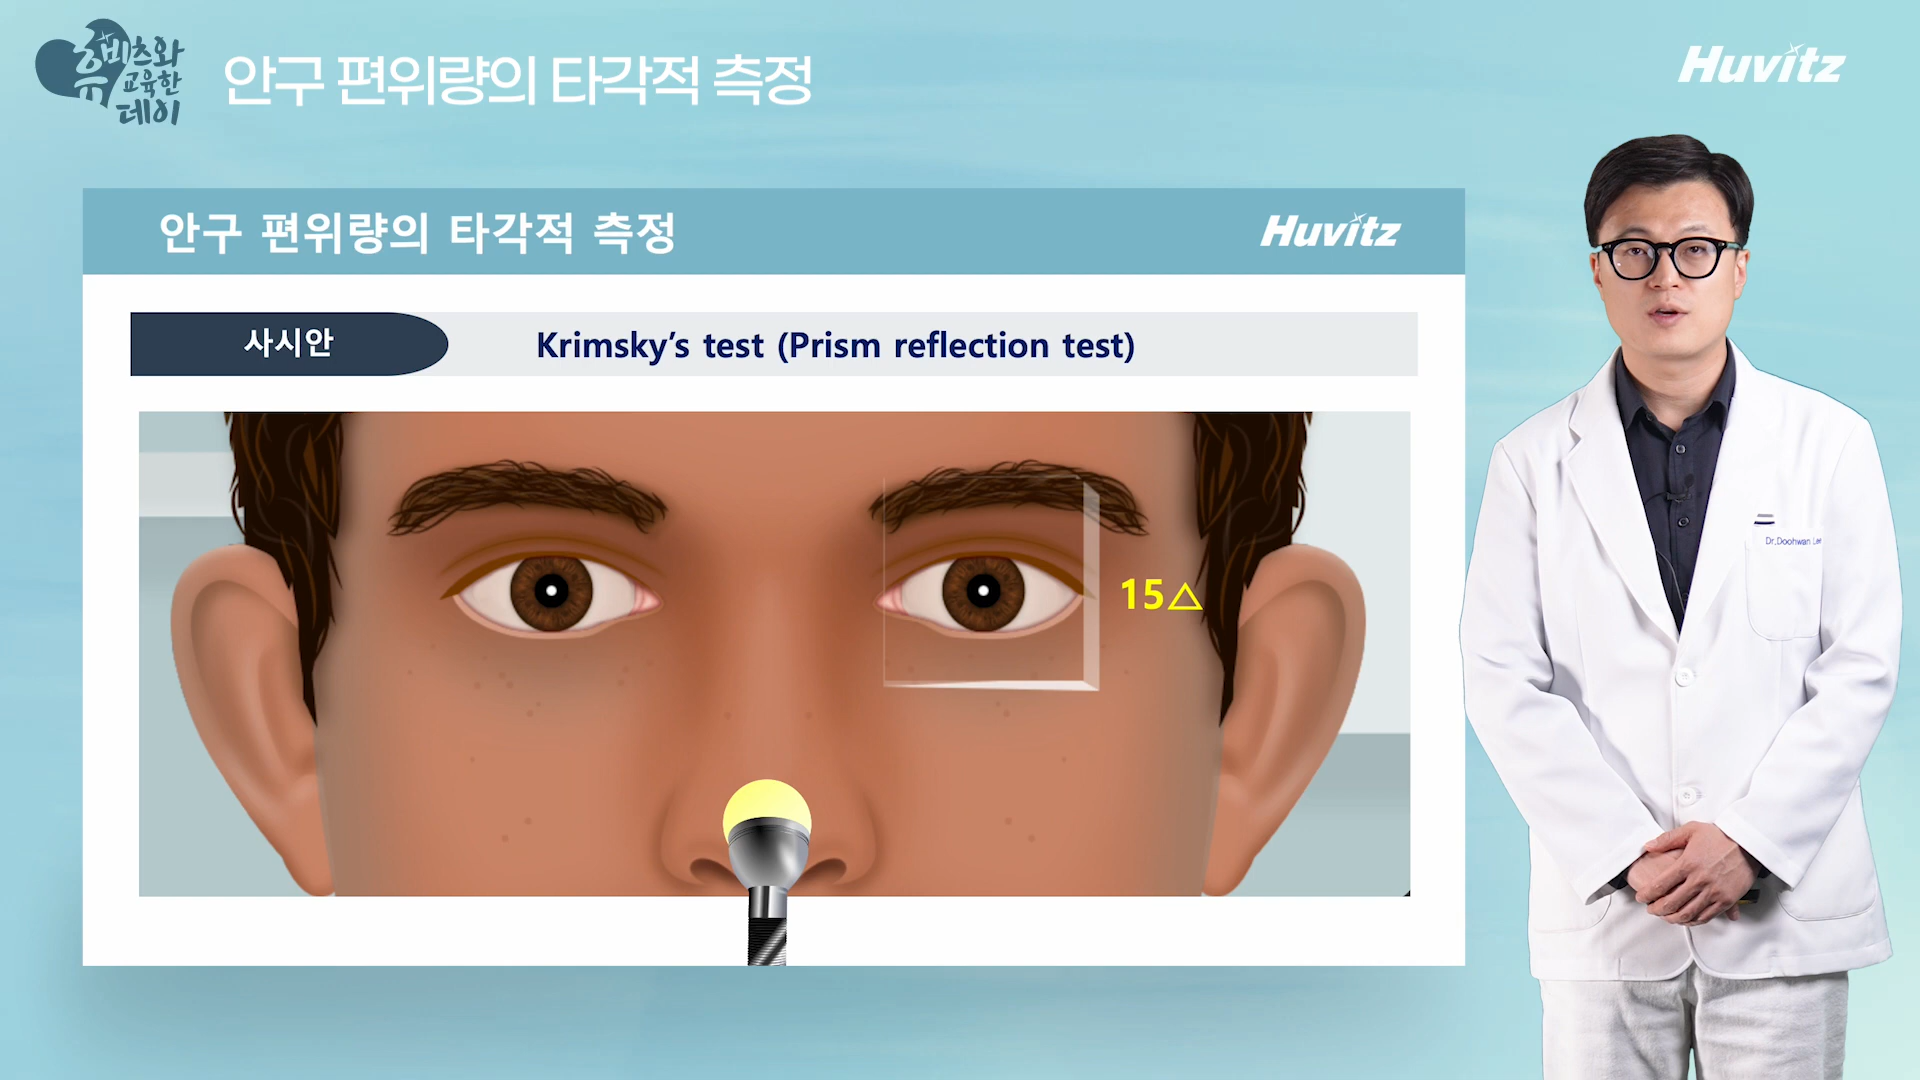 휴비츠와
교육한
데이
안구 편위량의 타각적 측정
Huvitz
안구 편위량의 타각적 측정
Huvitz
사시안
Krimsky's test (Prism reflection test)
15△
Dr.Doohwan Lee